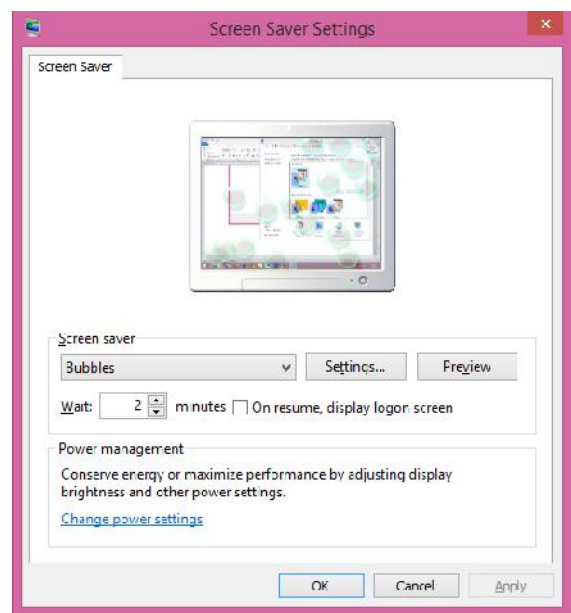 Screen Saver Settings
Screen Saver
Screen saver
Bubbles
Settings...
Preview
Wait: 2 minutes On resume, display logon screen
Power management
Conserve energy or maximize performance by adjusting display
brightness and other power settings.
Change power settings
OK
Cancel
Apply